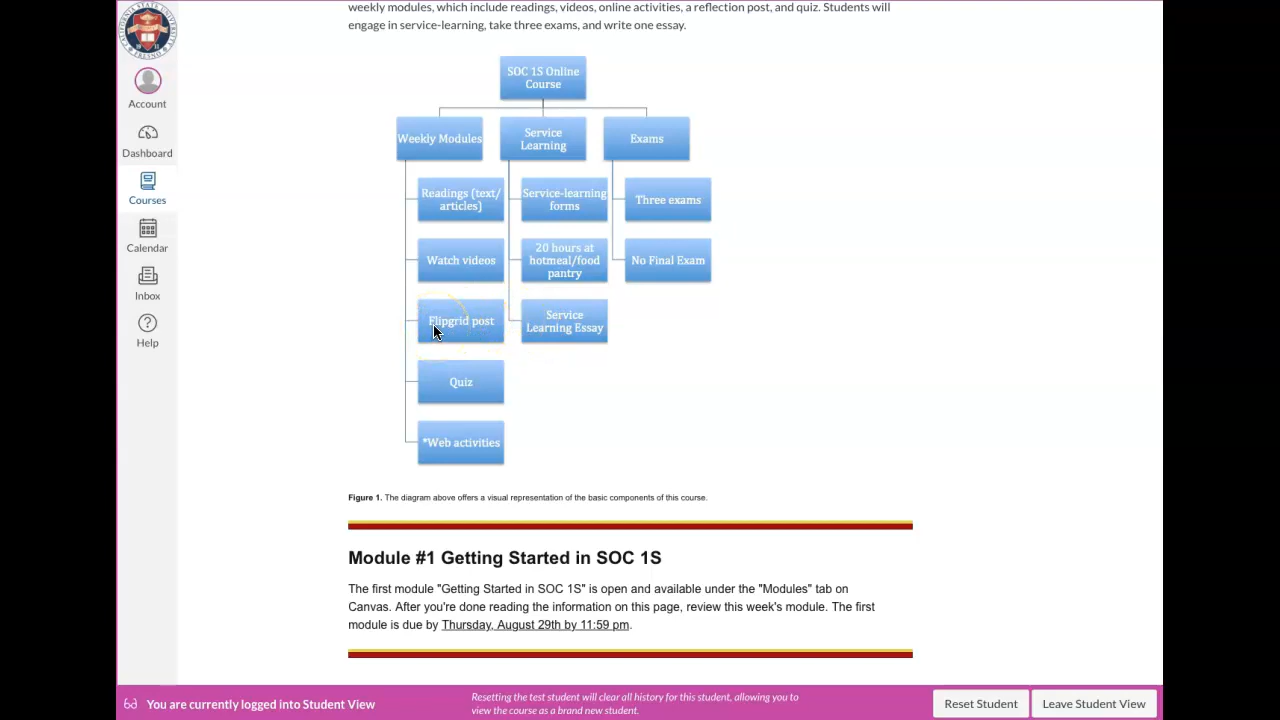 CALIFORNIA STATE UNIVERSITY
1911
FRESNO
Account
Dashboard
Courses
Calendar
Inbox
Help
weekly modules, which include readings, videos, online activities, a reflection post, and quiz. Students will
engage in service-learning, take three exams, and write one essay.
SOC 1S Online
Course
Weekly Modules
Service
Learning
Exams
Readings (text/
articles]
Service-learning
forms
Three exams
Watch videos
20 hours at
hotmeal/food
pantry
No Final Exam
Flipgrid post
Service
Learning Essay
Quiz
*Web activities
Figure 1. The diagram above offers a visual representation of the basic components of this course.
Module #1 Getting Started in SOC 1S
The first module "Getting Started in SOC 1S" is open and available under the "Modules" tab on
Canvas. After you're done reading the information on this page, review this week's module. The first
module is due by Thursday, August 29th by 11:59 pm.
You are currently logged into Student View
Resetting the test student will clear all history for this student, allowing you to
view the course as a brand new student.
Reset Student
Leave Student View